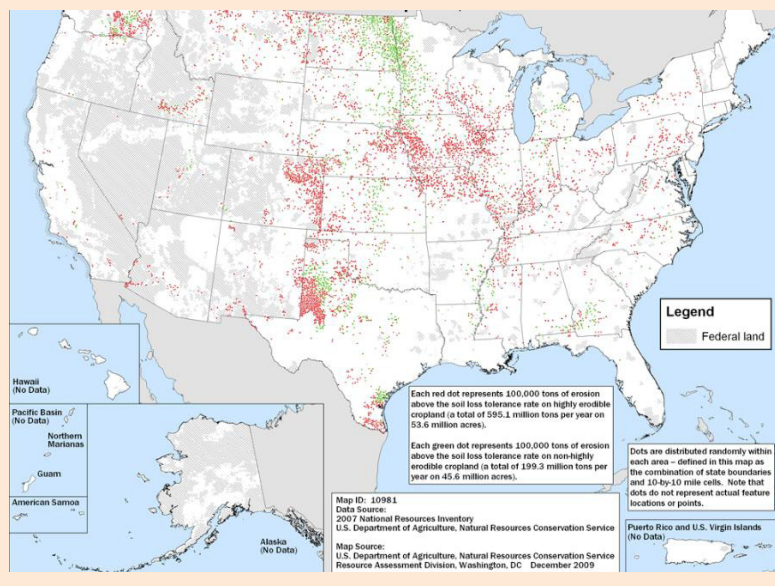 Legend
Federal land
Hawaii
(No Data)
Pacific Basin
(No Data)
Northern
Marianas
Guam
American Samoa
Alaska
(No Data)
Each red dot represents 100,000 tons of erosion
above the soil loss tolerance rate on highly erodible
cropland (a total of 595.1 million tons per year on
53.6 million acres).
Each green dot represents 100,000 tons of erosion
above the soil loss tolerance rate on non-highly
erodible cropland (a total of 199.3 million tons per
year on 45.6 million acres).
Dots are distributed randomly within
each area – defined in this map as
the combination of state boundaries
and 10-by-10 mile cells. Note that
dots do not represent actual feature
locations or points.
Map ID: 10981
Data Source:
2007 National Resources Inventory
U.S. Department of Agriculture, Natural Resources Conservation Service
Map Source:
U.S. Department of Agriculture, Natural Resources Conservation Service
Resource Assessment Division, Washington, DC December 2009
Puerto Rico and U.S. Virgin Islands
(No Data)